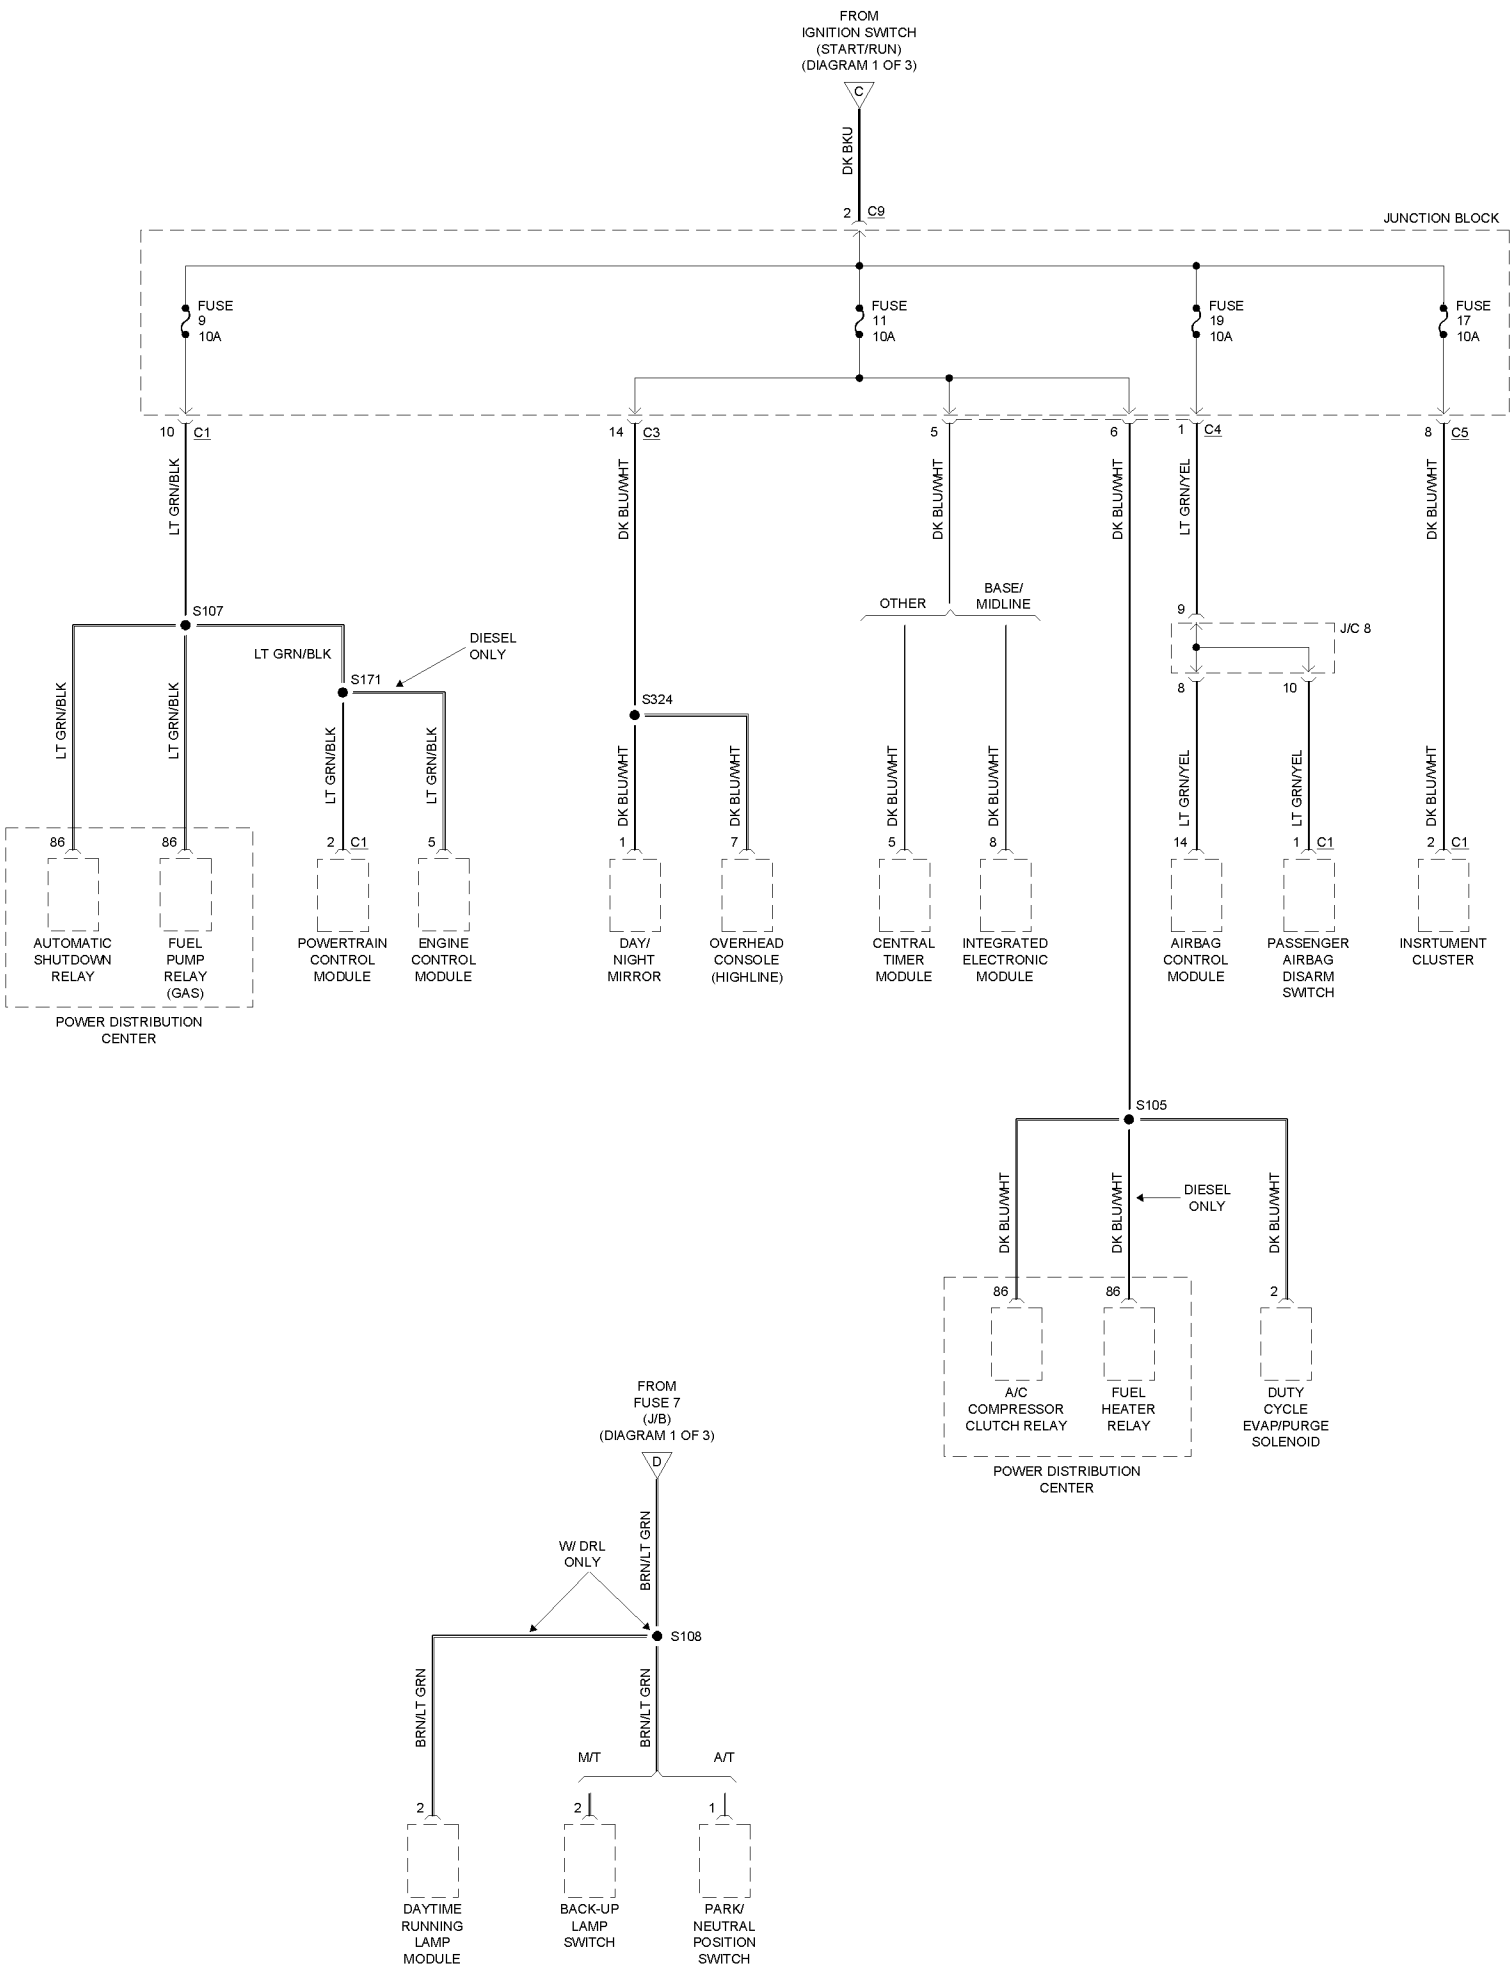 FROM
IGNITION SWITCH
(START/RUN)
(DIAGRAM 1 OF 3)
C
DK BKU
2 C9
JUNCTION BLOCK
FUSE
9
10A
FUSE
11
10A
FUSE
19
10A
FUSE
17
10A
10 C1
14 C3
5
6
1 C4
8 C5
LT GRN/BLK
DK BLU/WHT
DK BLU/WHT
DK BLU/WHT
LT GRN/YEL
DK BLU/WHT
S107
LT GRN/BLK
DIESEL
ONLY
S171
S324
OTHER
BASE/
MIDLINE
9
J/C 8
8
10
LT GRN/BLK
LT GRN/BLK
LT GRN/BLK
LT GRN/BLK
DK BLU/WHT
DK BLU/WHT
DK BLU/WHT
DK BLU/WHT
LT GRN/YEL
LT GRN/YEL
86
86
2 C1
5
1
7
5
8
14
1 C1
2 C1
AUTOMATIC
SHUTDOWN
RELAY
FUEL
PUMP
RELAY
(GAS)
POWERTRAIN
CONTROL
MODULE
ENGINE
CONTROL
MODULE
DAY/
NIGHT
MIRROR
OVERHEAD
CONSOLE
(HIGHLINE)
CENTRAL
TIMER
MODULE
INTEGRATED
ELECTRONIC
MODULE
AIRBAG
CONTROL
MODULE
PASSENGER
AIRBAG
DISARM
SWITCH
INSRTUMENT
CLUSTER
POWER DISTRIBUTION
CENTER
S105
DK BLU/WHT
DK BLU/WHT
DIESEL
ONLY
DK BLU/WHT
86
86
2
A/C
COMPRESSOR
CLUTCH RELAY
FUEL
HEATER
RELAY
DUTY
CYCLE
EVAP/PURGE
SOLENOID
POWER DISTRIBUTION
CENTER
FROM
FUSE 7
(J/B)
(DIAGRAM 1 OF 3)
D
BRN/LT GRN
W/ DRL
ONLY
S108
BRN/LT GRN
BRN/LT GRN
M/T
A/T
2
2
1
DAYTIME
RUNNING
LAMP
MODULE
BACK-UP
LAMP
SWITCH
PARK/
NEUTRAL
POSITION
SWITCH